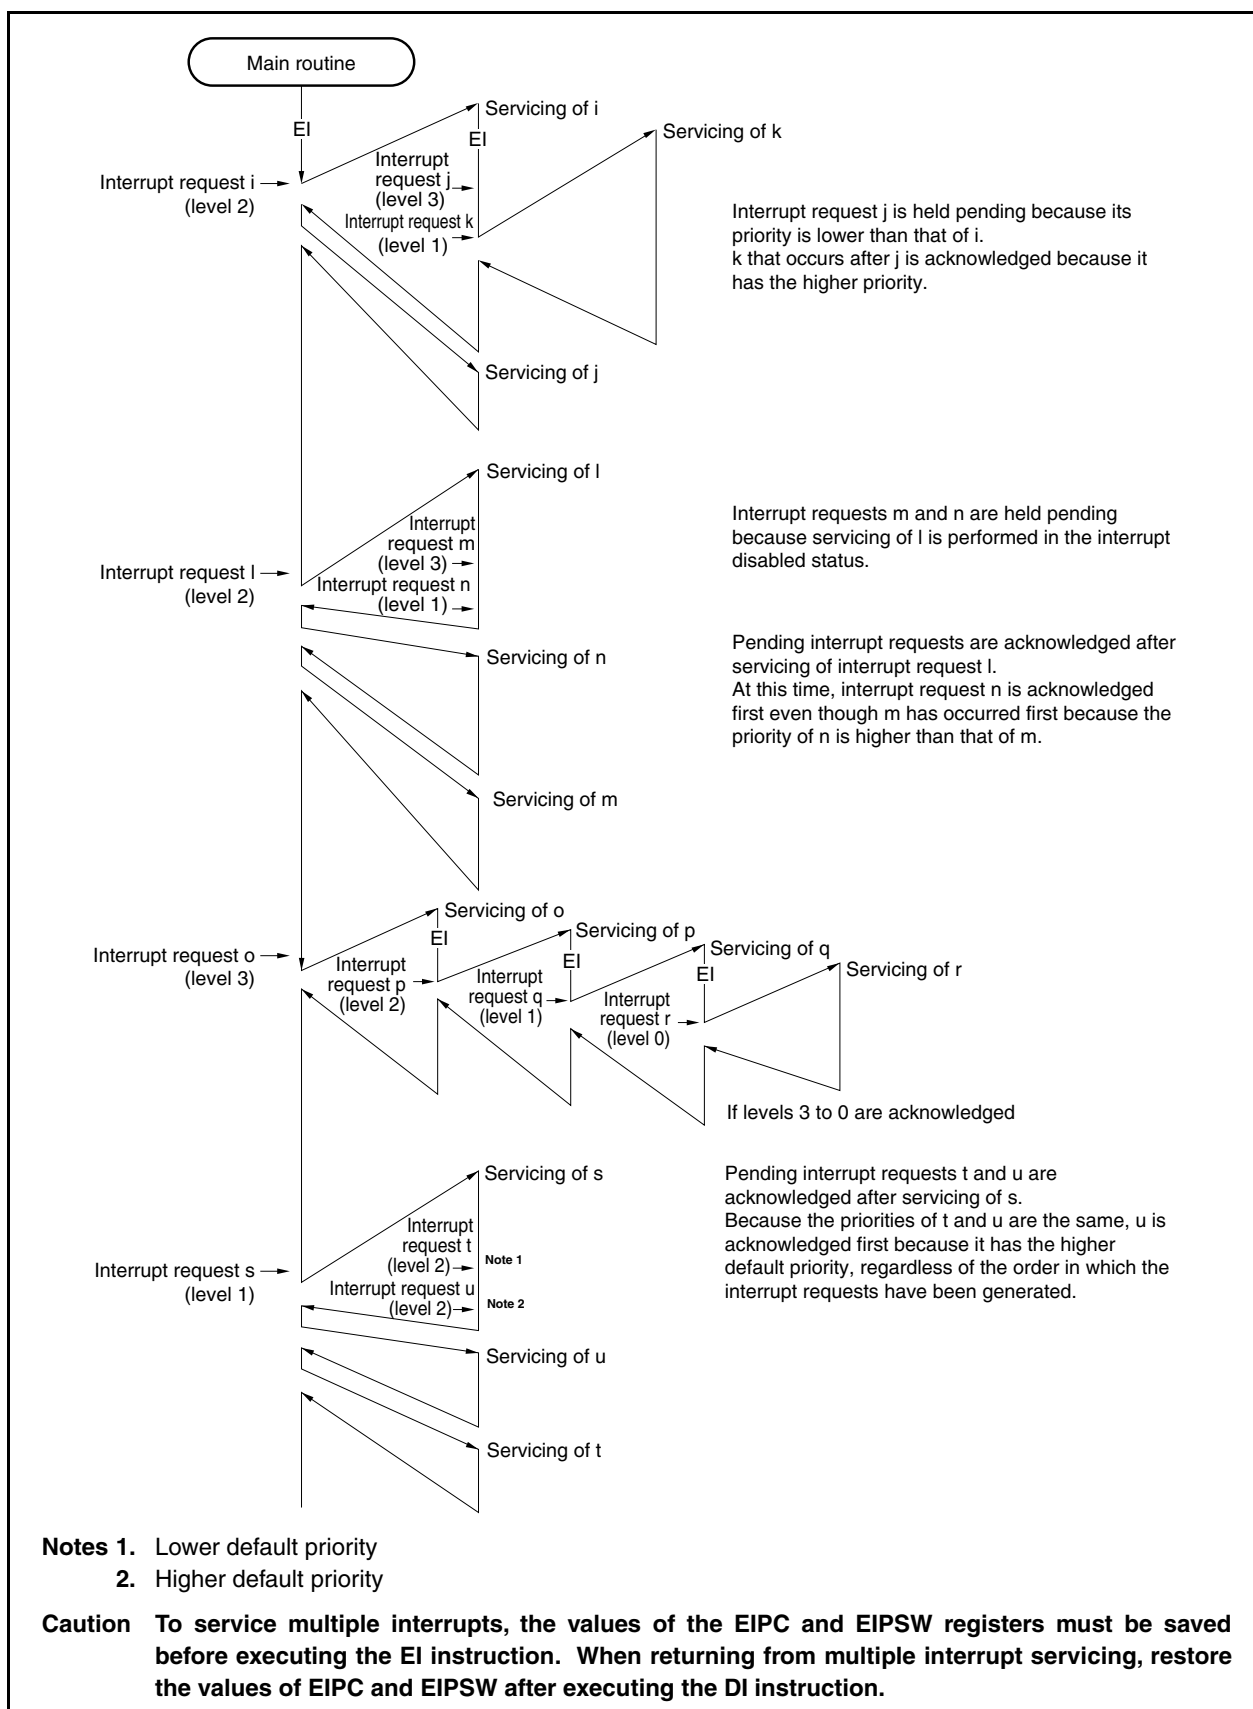 Main routine
EI
Servicing of i
EI
Servicing of k
Interrupt request i
(level 2)
Interrupt
request j
(level 3)
Interrupt request k
(level 1)
Interrupt request j is held pending because its
priority is lower than that of i.
k that occurs after j is acknowledged because it
has the higher priority.
Servicing of j
Servicing of l
Interrupt request l
(level 2)
Interrupt
request m
(level 3)
Interrupt request n
(level 1)
Interrupt requests m and n are held pending
because servicing of l is performed in the interrupt
disabled status.
Servicing of n
Pending interrupt requests are acknowledged after
servicing of interrupt request l.
At this time, interrupt request n is acknowledged
first even though m has occurred first because the
priority of n is higher than that of m.
Servicing of m
Servicing of o
EI
Servicing of p
EI
Servicing of q
EI
Servicing of r
Interrupt request o
(level 3)
Interrupt
request p
(level 2)
Interrupt
request q
(level 1)
Interrupt
request r
(level 0)
If levels 3 to 0 are acknowledged
Servicing of s
Interrupt request s
(level 1)
Interrupt
request t
(level 2)
Note 1
Interrupt request u
(level 2)
Note 2
Pending interrupt requests t and u are
acknowledged after servicing of s.
Because the priorities of t and u are the same, u is
acknowledged first because it has the higher
default priority, regardless of the order in which the
interrupt requests have been generated.
Servicing of u
Servicing of t
Notes 1. Lower default priority
2. Higher default priority
Caution To service multiple interrupts, the values of the EIPC and EIPSW registers must be saved
before executing the EI instruction. When returning from multiple interrupt servicing, restore
the values of EIPC and EIPSW after executing the DI instruction.